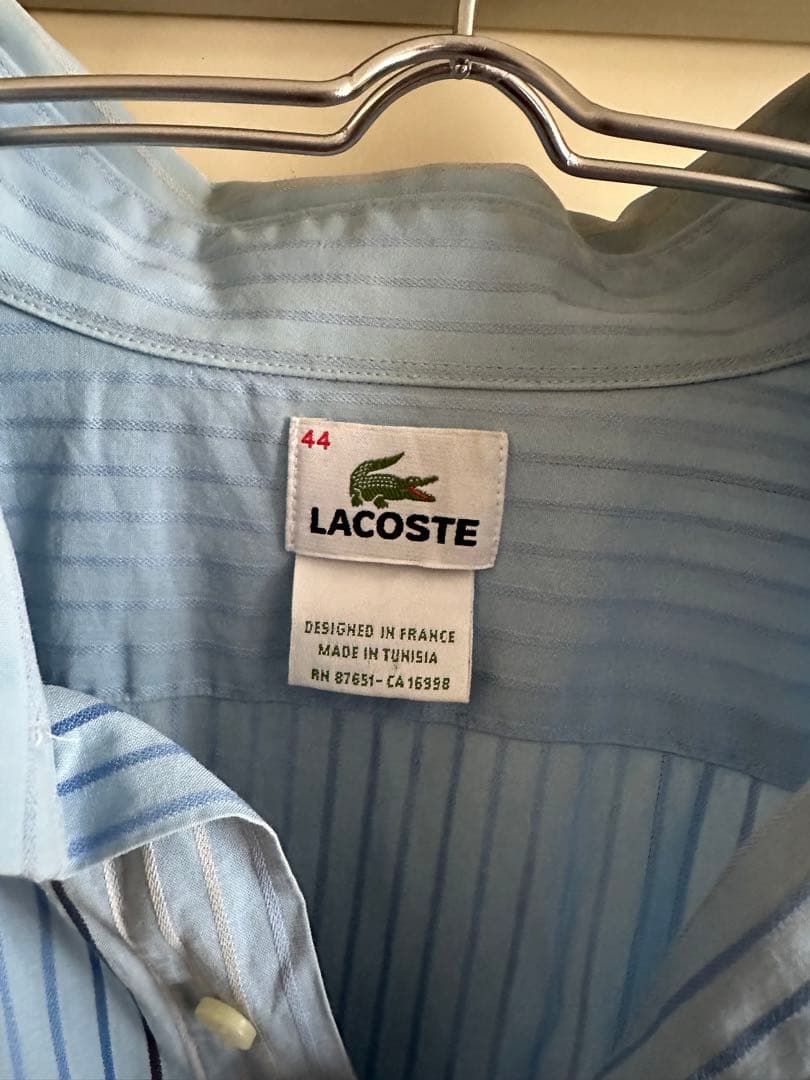 44
LACOSTE
DESIGNED IN FRANCE
MADE IN TUNISIA
RN 87651-CA 16998